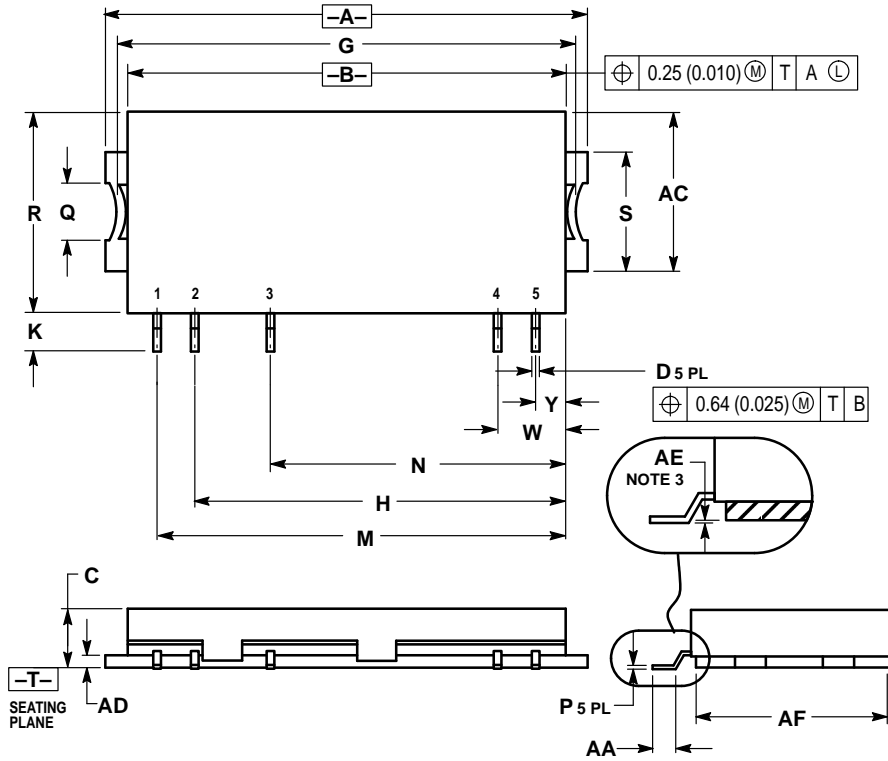 –A–
G
–B–
⌖ 0.25 (0.010) Ⓜ T A Ⓛ
R
Q
S
AC
1 2 3 4 5
K
D 5 PL
⌖ 0.64 (0.025) Ⓜ T B
Y
W
N
H
M
AE
NOTE 3
C
–T–
SEATING
PLANE
AD
P 5 PL
AA
AF